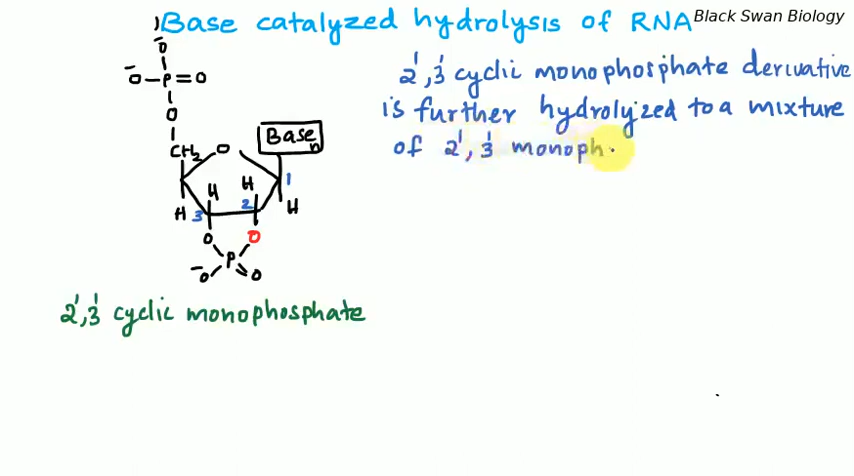 Base catalyzed hydrolysis of RNA
Black Swan Biology
2',3' cyclic monophosphate derivative
is further hydrolyzed to a mixture
of 2', 3' monoph
-O
-O-P=O
O
CH2 O Base n
H H 1
H 3 2 H
O O
P
-O O
2',3' cyclic monophosphate